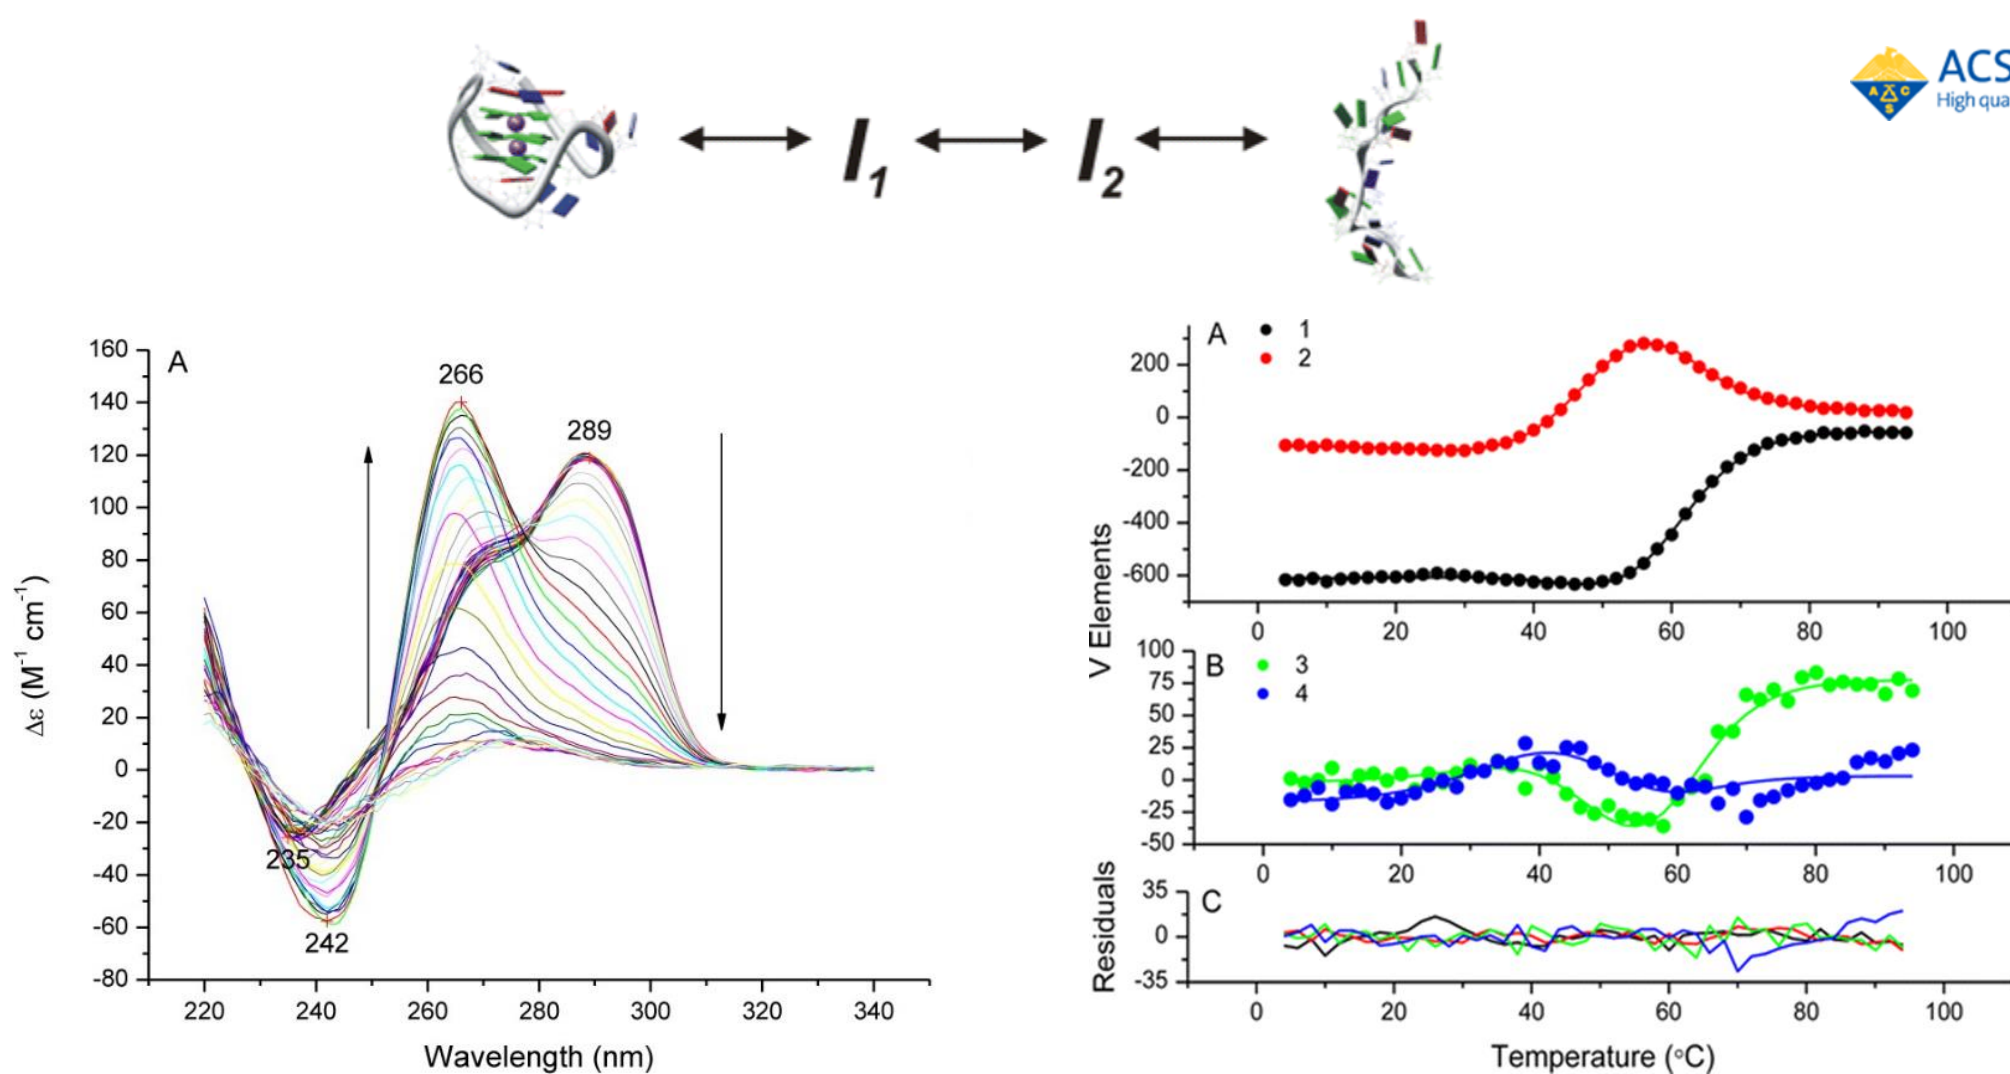 ACS
High qua
I1
I2
A
266
289
235
242
160
140
120
100
80
60
40
20
0
-20
-40
-60
-80
220 240 260 280 300 320 340
Δε (M-1 cm-1)
Wavelength (nm)
A
1
2
200
0
-200
-400
-600
0 20 40 60 80 100
V Elements
B
3
4
100
75
50
25
0
-25
-50
0 20 40 60 80 100
C
35
0
-35
Residuals
0 20 40 60 80 100
Temperature (°C)